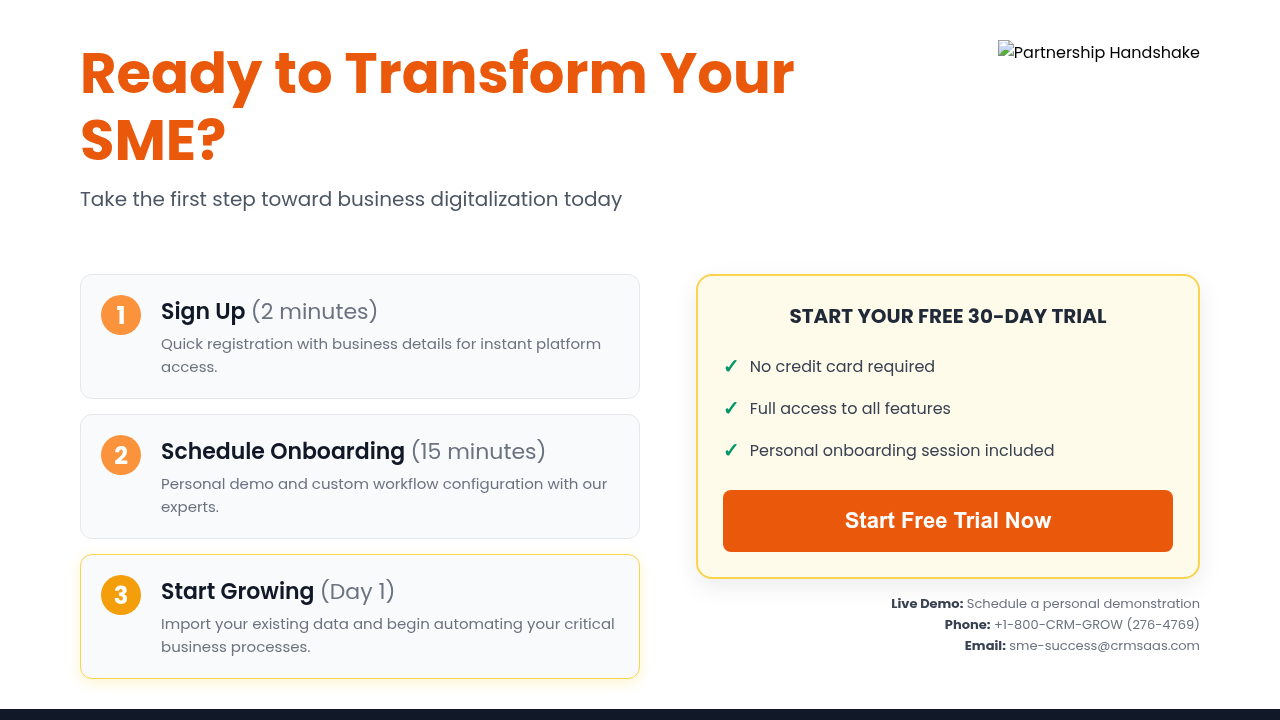 Ready to Transform Your
SME?
Take the first step toward business digitalization today
Partnership Handshake
1
Sign Up (2 minutes)
Quick registration with business details for instant platform
access.
2
Schedule Onboarding (15 minutes)
Personal demo and custom workflow configuration with our
experts.
3
Start Growing (Day 1)
Import your existing data and begin automating your critical
business processes.
START YOUR FREE 30-DAY TRIAL
✓ No credit card required
✓ Full access to all features
✓ Personal onboarding session included
Start Free Trial Now
Live Demo: Schedule a personal demonstration
Phone: +1-800-CRM-GROW (276-4769)
Email: sme-success@crmsaas.com